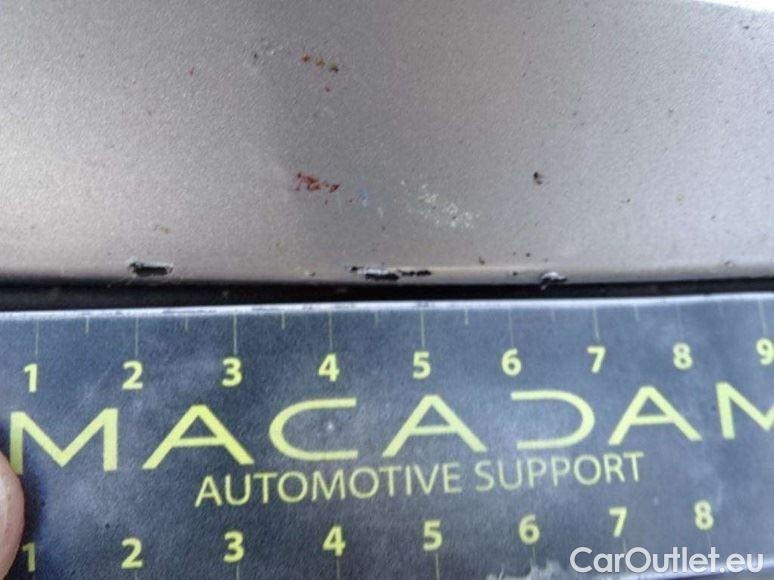 1 2 3 4 5 6 7 8 9
MACADAM
AUTOMOTIVE SUPPORT
1 2 3 4 5 6 7 8
CarOutlet.eu